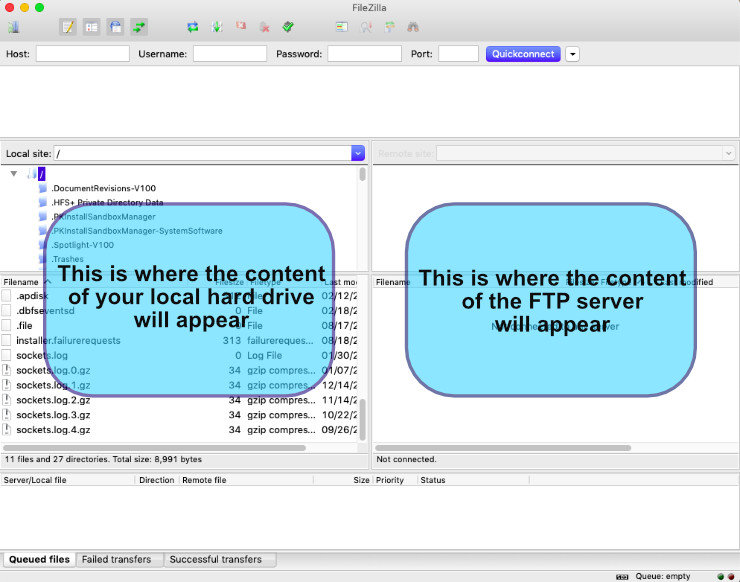 FileZilla
Host: Username: Password: Port: Quickconnect
Local site: /
Remote site:
/
.DocumentRevisions-V100
.HFS+ Private Directory Data
.PKInstallSandboxManager
.PKInstallSandboxManager-SystemSoftware
.Spotlight-V100
.Trashes
This is where the content
of your local hard drive
will appear
This is where the content
of the FTP server
will appear
Filename Filesize Filetype Last mod
.apdisk File 02/12/2
.dbfseventsd 0 File 02/18/2
.file 0 File 08/17/2
installer.failurerequests 313 failurereques... 08/18/2
sockets.log 0 Log File 01/30/2
sockets.log.0.gz 34 gzip compres... 01/07/2
sockets.log.1.gz 34 gzip compres... 12/14/2
sockets.log.2.gz 34 gzip compres... 11/14/2
sockets.log.3.gz 34 gzip compres... 10/22/2
sockets.log.4.gz 34 gzip compres... 09/26/2
Filename Filesize Filetype Last modified
11 files and 27 directories. Total size: 8,991 bytes
Not connected.
Server/Local file Direction Remote file Size Priority Status
Queued files Failed transfers Successful transfers
Queue: empty